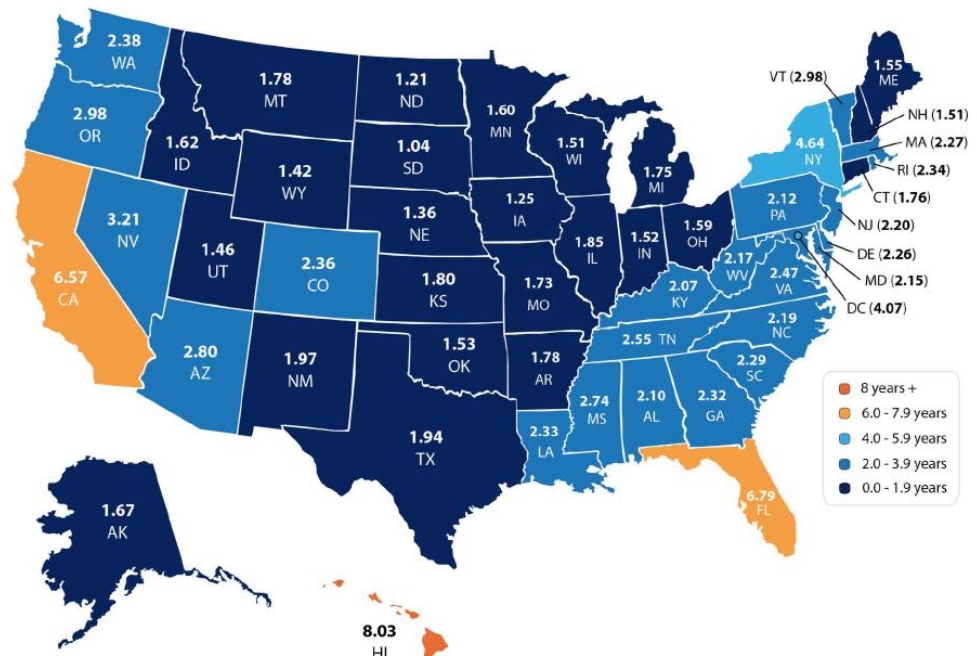 2.38
WA
2.98
OR
6.57
CA
3.21
NV
1.62
ID
1.78
MT
1.42
WY
1.46
UT
2.36
CO
2.80
AZ
1.97
NM
1.21
ND
1.04
SD
1.36
NE
1.80
KS
1.53
OK
1.94
TX
1.60
MN
1.25
IA
1.73
MO
1.78
AR
2.33
LA
1.51
WI
1.85
IL
1.75
MI
1.52
IN
1.59
OH
2.07
KY
2.55 TN
2.74
MS
2.10
AL
2.32
GA
6.79
FL
2.29
SC
2.19
NC
2.47
VA
2.17
WV
2.12
PA
4.64
NY
1.55
ME
VT (2.98)
NH (1.51)
MA (2.27)
RI (2.34)
CT (1.76)
NJ (2.20)
DE (2.26)
MD (2.15)
DC (4.07)
8 years +
6.0 - 7.9 years
4.0 - 5.9 years
2.0 - 3.9 years
0.0 - 1.9 years
1.67
AK
8.03
HI